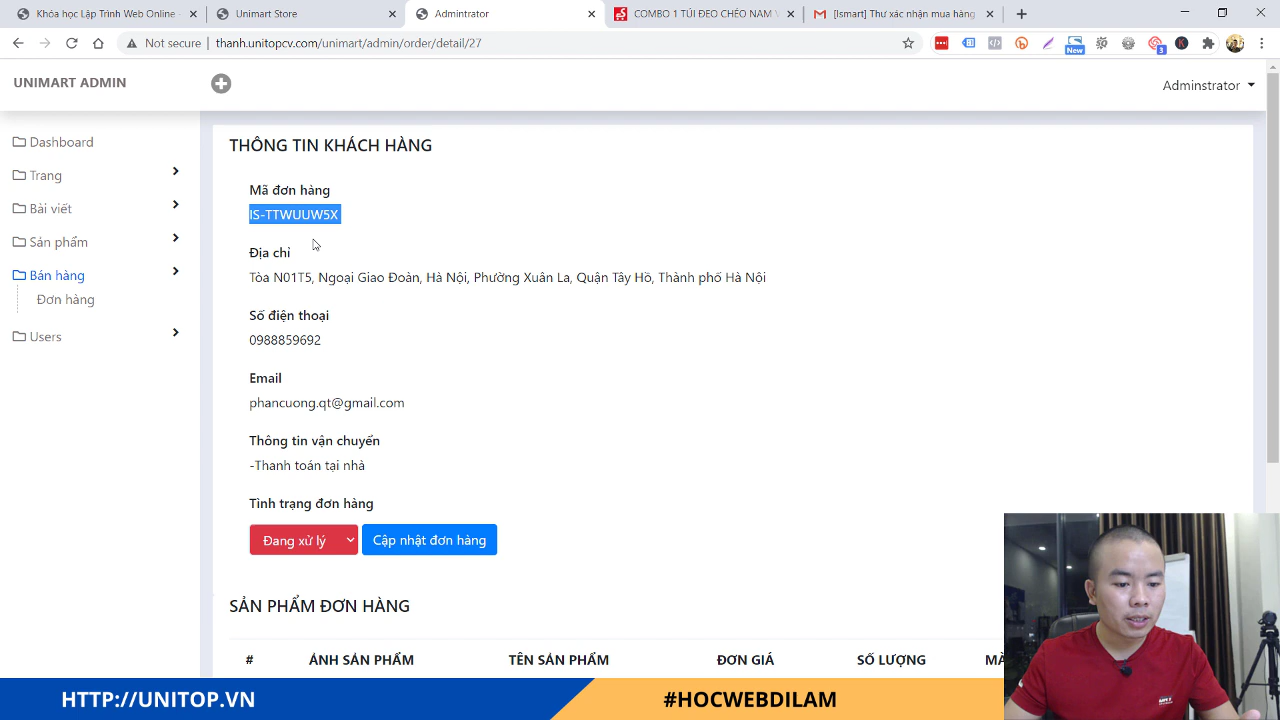 Khóa học Lập Trình Web Online
Unimart Store
Admintrator
COMBO 1 TÚI ĐEO CHÉO NAM V
[Ismart] Thư xác nhận mua hàng
Not secure
thanhunitopcv.com/unimart/admin/order/detail/27
New
3
UNIMART ADMIN
Adminstrator
Dashboard
Trang
Bài viết
Sản phẩm
Bán hàng
Đơn hàng
Users
THÔNG TIN KHÁCH HÀNG
Mã đơn hàng
IS-TTWUUW5X
Địa chỉ
Tòa N01T5, Ngoại Giao Đoàn, Hà Nội, Phường Xuân La, Quận Tây Hồ, Thành phố Hà Nội
Số điện thoại
0988859692
Email
phancuong.qt@gmail.com
Thông tin vận chuyển
-Thanh toán tại nhà
Tình trạng đơn hàng
Đang xử lý
Cập nhật đơn hàng
SẢN PHẨM ĐƠN HÀNG
# ẢNH SẢN PHẨM TÊN SẢN PHẨM ĐƠN GIÁ SỐ LƯỢNG
HTTP://UNITOP.VN
#HOCWEBDILAM